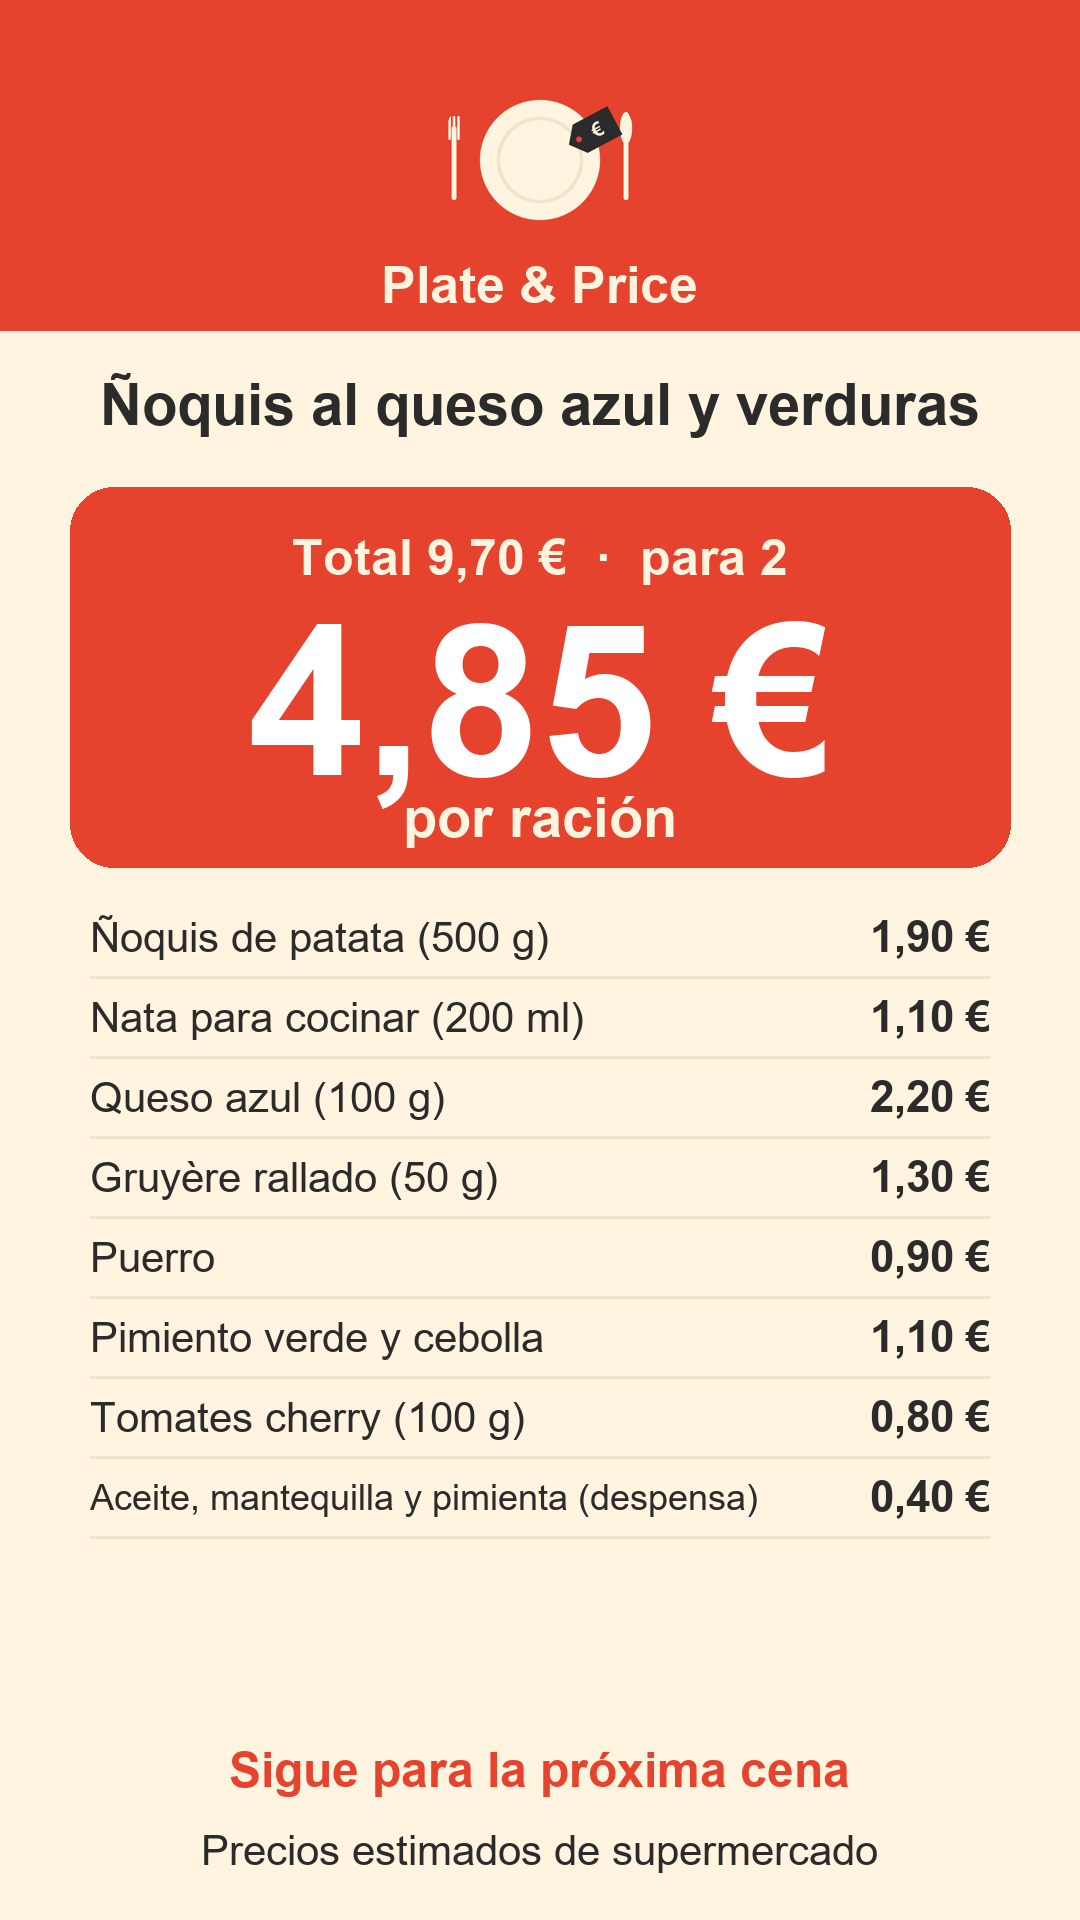 €
Plate & Price
Ñoquis al queso azul y verduras
Total 9,70 € · para 2
4,85 €
por ración
Ñoquis de patata (500 g) 1,90 €
Nata para cocinar (200 ml) 1,10 €
Queso azul (100 g) 2,20 €
Gruyère rallado (50 g) 1,30 €
Puerro 0,90 €
Pimiento verde y cebolla 1,10 €
Tomates cherry (100 g) 0,80 €
Aceite, mantequilla y pimienta (despensa) 0,40 €
Sigue para la próxima cena
Precios estimados de supermercado